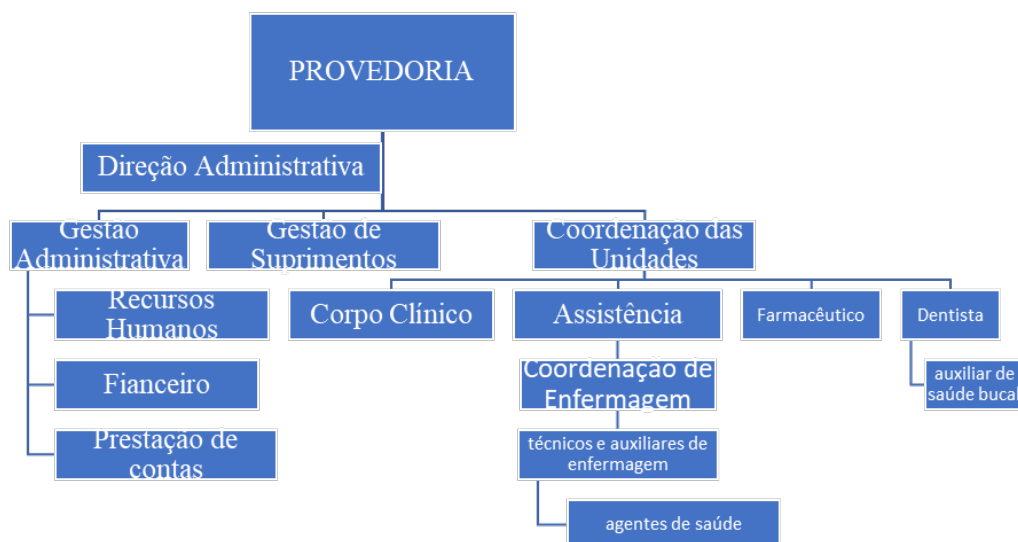 PROVEDORIA
Direção Administrativa
Gestão
Administrativa
Gestão de
Suprimentos
Coordenação das
Unidades
Recursos
Humanos
Fianceiro
Prestação de
contas
Corpo Clínico
Assistência
Farmacêutico
Dentista
Coordenação de
Enfermagem
auxiliar de
saúde bucal
técnicos e auxiliares de
enfermagem
agentes de saúde